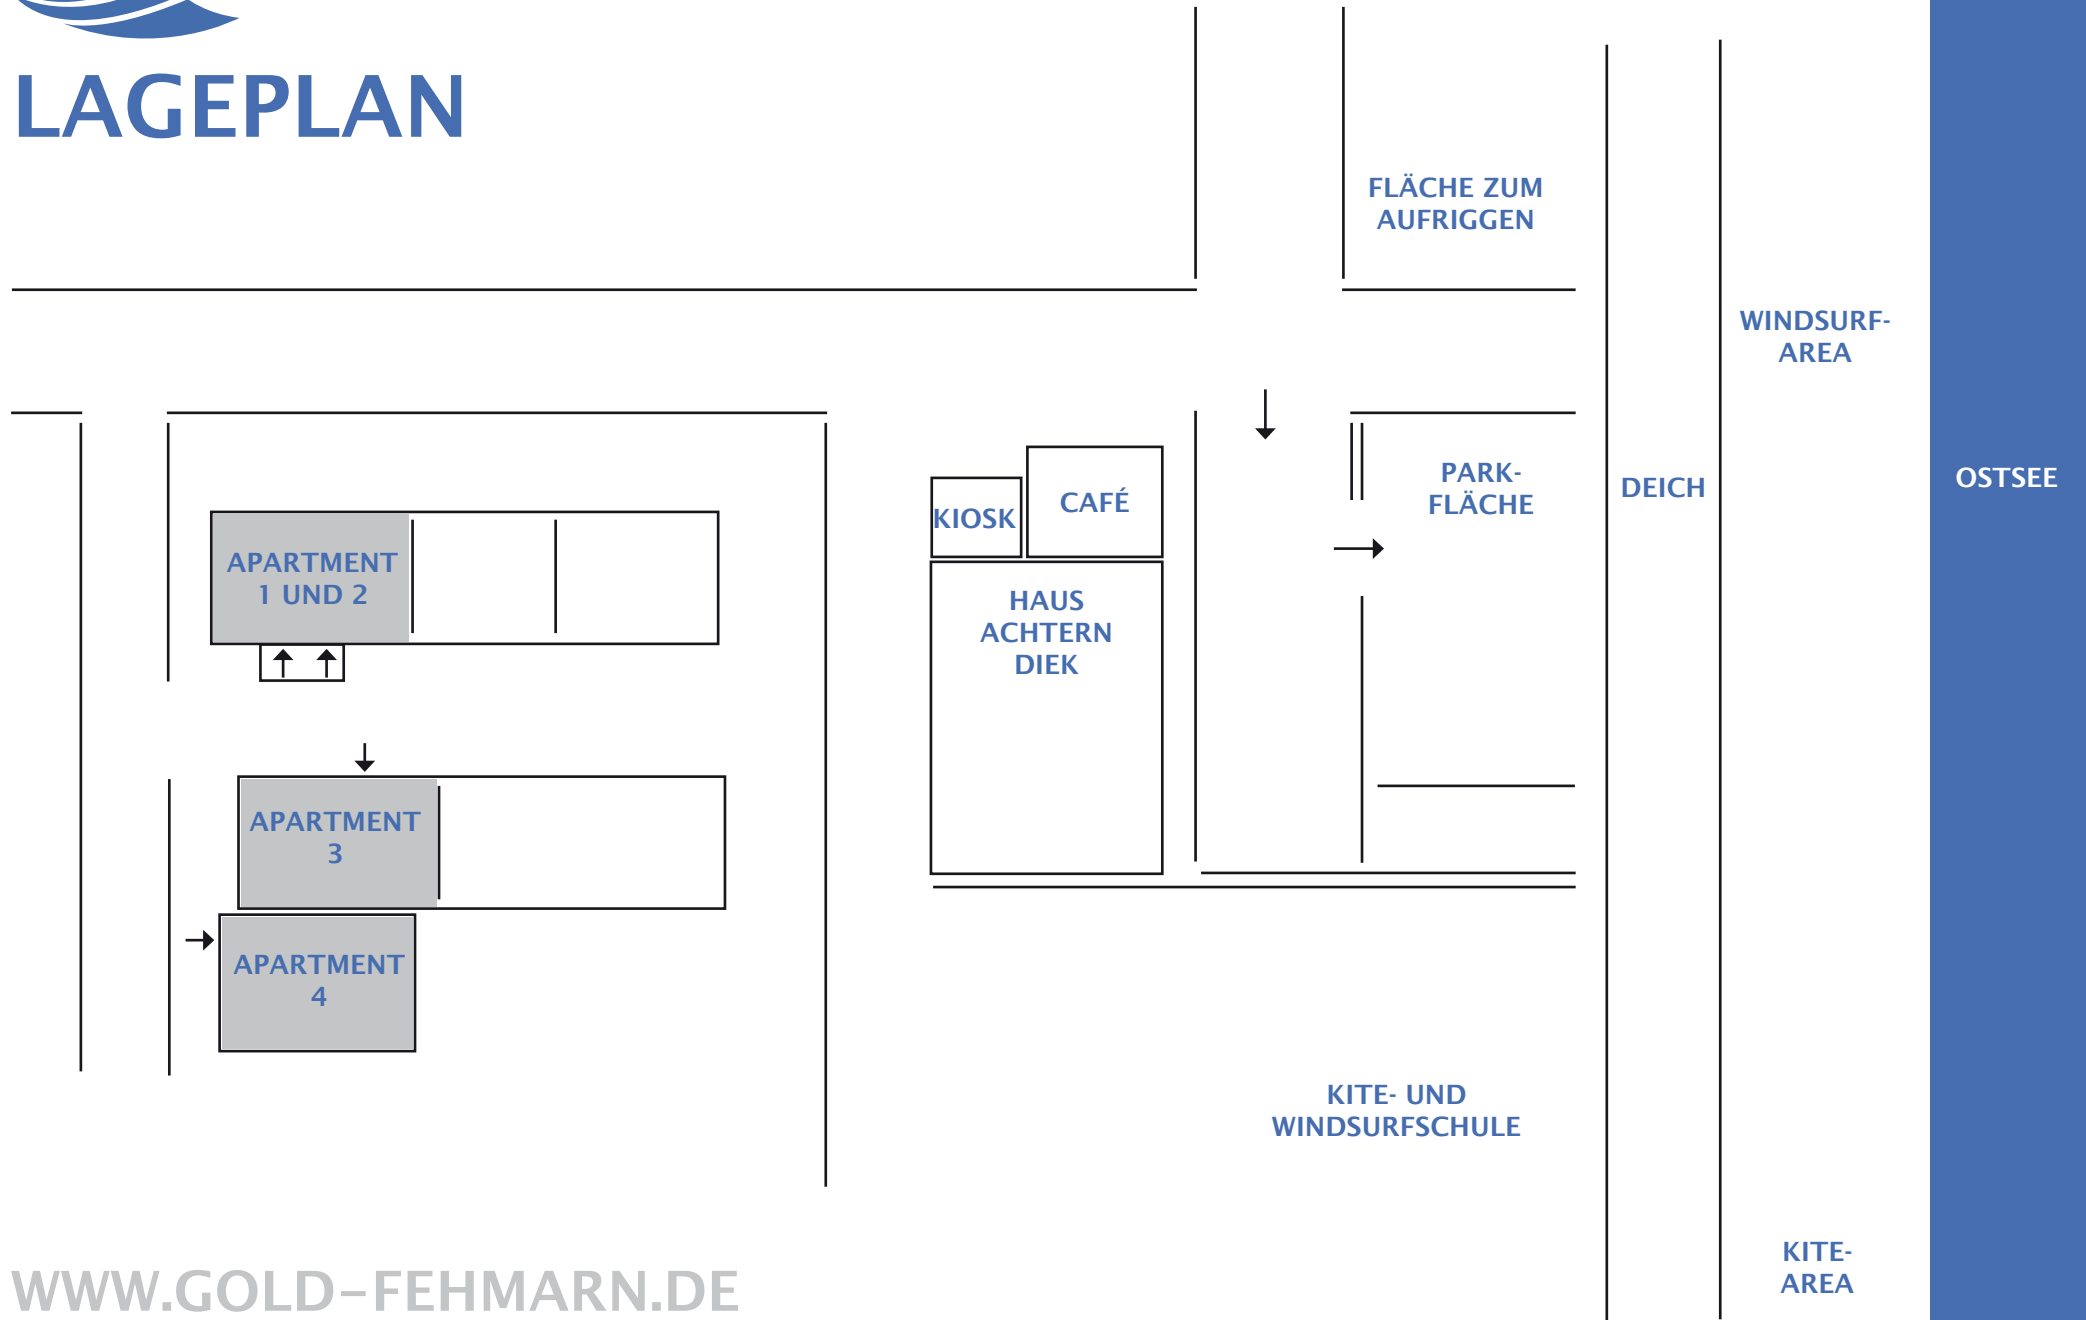 LAGEPLAN
FLÄCHE ZUM
AUFRIGGEN
WINDSURF-
AREA
PARK-
FLÄCHE
DEICH
OSTSEE
KIOSK
CAFÉ
HAUS
ACHTERN
DIEK
APARTMENT
1 UND 2
APARTMENT
3
APARTMENT
4
KITE- UND
WINDSURFSCHULE
KITE-
AREA
WWW.GOLD-FEHMARN.DE